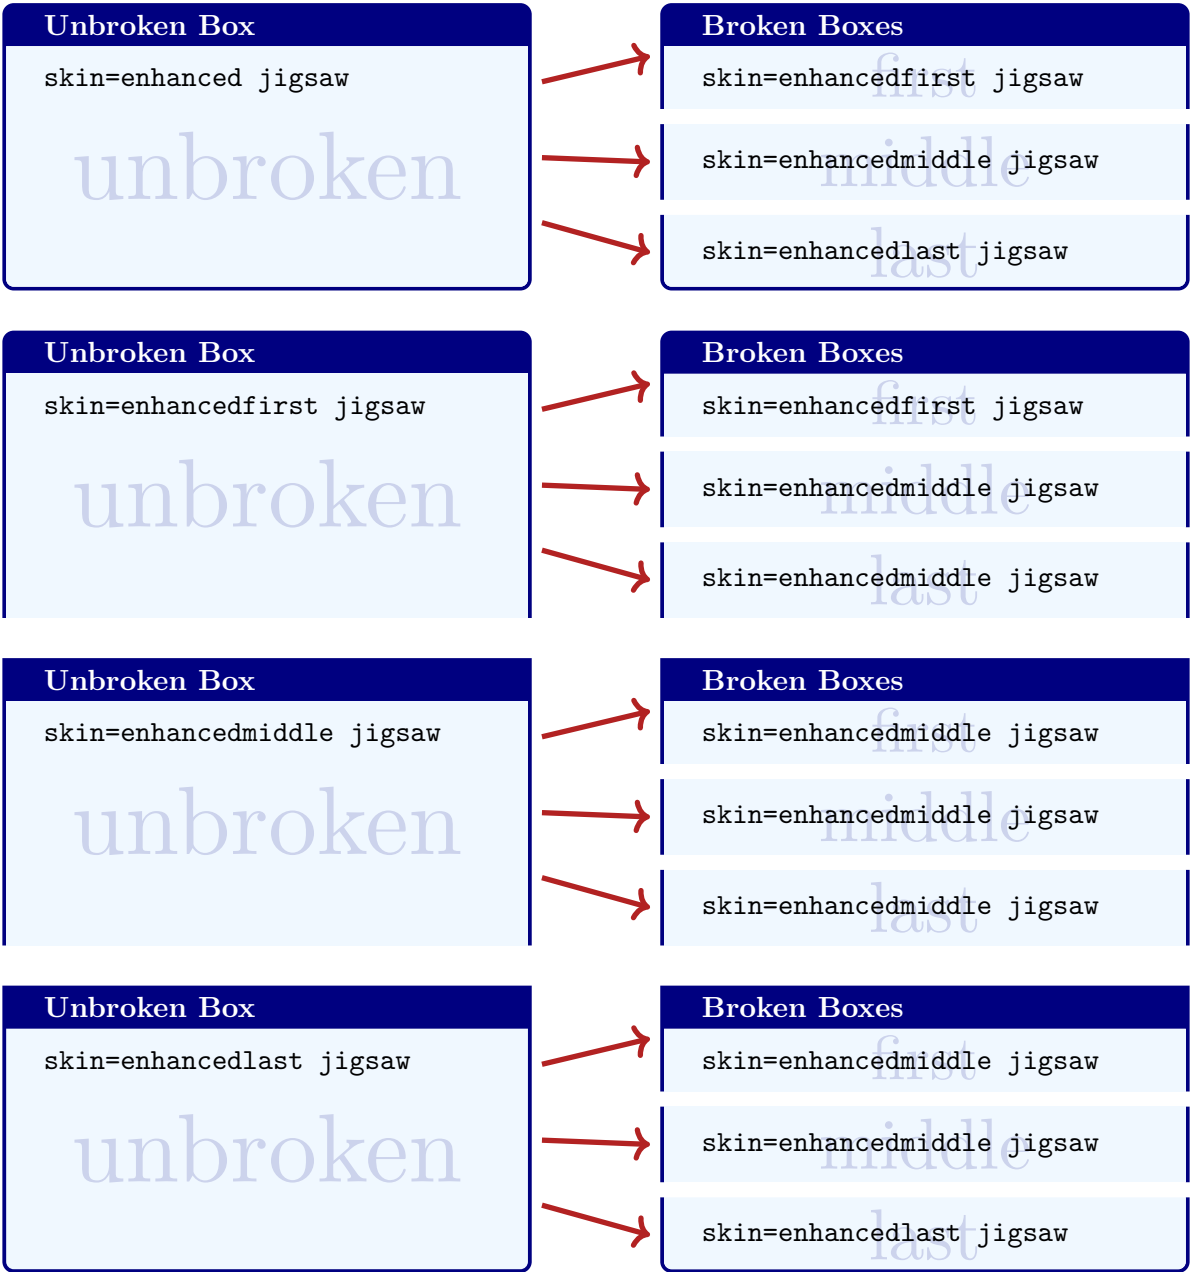 Unbroken Box
skin=enhanced jigsaw
unbroken
Broken Boxes
first
skin=enhancedfirst jigsaw
middle
skin=enhancedmiddle jigsaw
last
skin=enhancedlast jigsaw
Unbroken Box
skin=enhancedfirst jigsaw
unbroken
Broken Boxes
first
skin=enhancedfirst jigsaw
middle
skin=enhancedmiddle jigsaw
last
skin=enhancedmiddle jigsaw
Unbroken Box
skin=enhancedmiddle jigsaw
unbroken
Broken Boxes
first
skin=enhancedmiddle jigsaw
middle
skin=enhancedmiddle jigsaw
last
skin=enhancedmiddle jigsaw
Unbroken Box
skin=enhancedlast jigsaw
unbroken
Broken Boxes
first
skin=enhancedmiddle jigsaw
middle
skin=enhancedmiddle jigsaw
last
skin=enhancedlast jigsaw